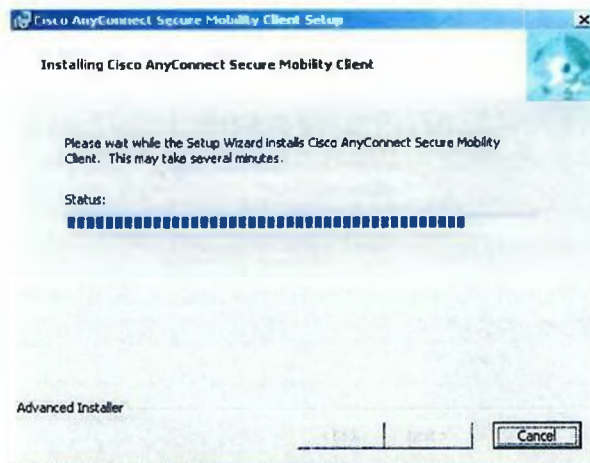 Cisco AnyConnect Secure Mobility Client Setup
Installing Cisco AnyConnect Secure Mobility Client
Please wait while the Setup Wizard installs Cisco AnyConnect Secure Mobility
Client. This may take several minutes.
Status:
Advanced Installer
Cancel